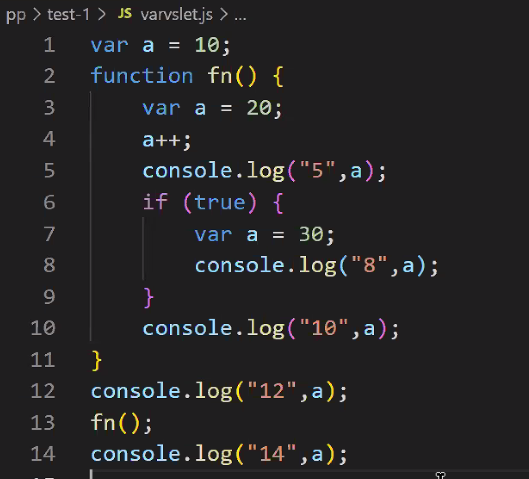 pp > test-1 > JS varvslet.js > ...
1 var a = 10;
2 function fn() {
3     var a = 20;
4     a++;
5     console.log("5",a);
6     if (true) {
7         var a = 30;
8         console.log("8",a);
9     }
10     console.log("10",a);
11 }
12 console.log("12",a);
13 fn();
14 console.log("14",a);